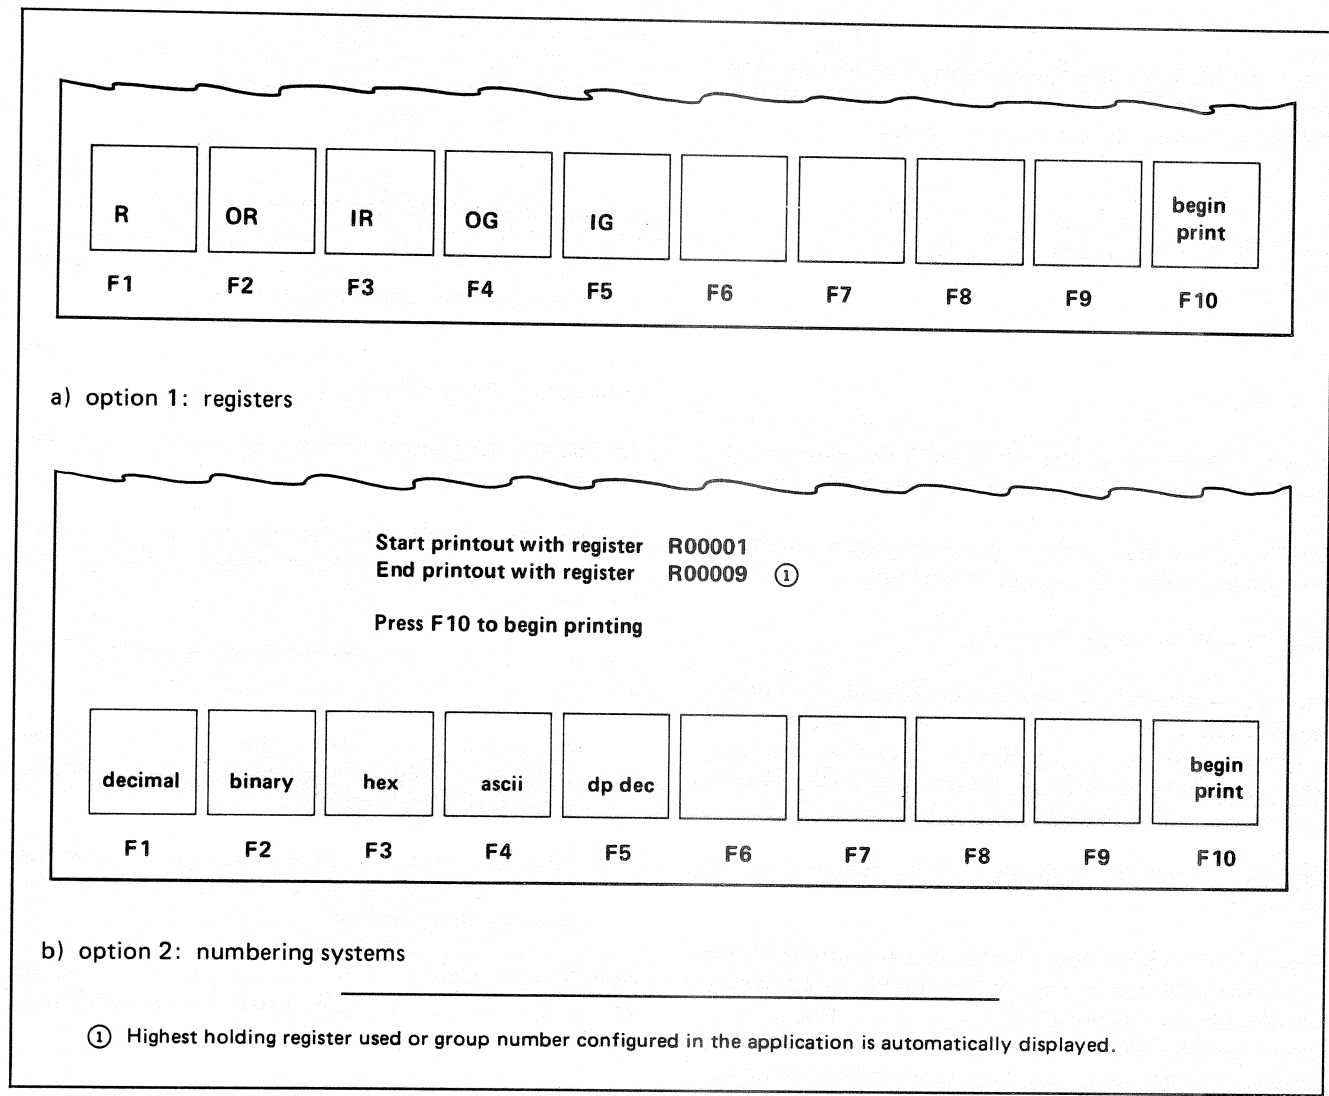 R OR IR OG IG begin
print
F1 F2 F3 F4 F5 F6 F7 F8 F9 F10
a) option 1: registers
Start printout with register R00001
End printout with register R00009 ①
Press F10 to begin printing
decimal binary hex ascii dp dec begin
print
F1 F2 F3 F4 F5 F6 F7 F8 F9 F10
b) option 2: numbering systems
① Highest holding register used or group number configured in the application is automatically displayed.